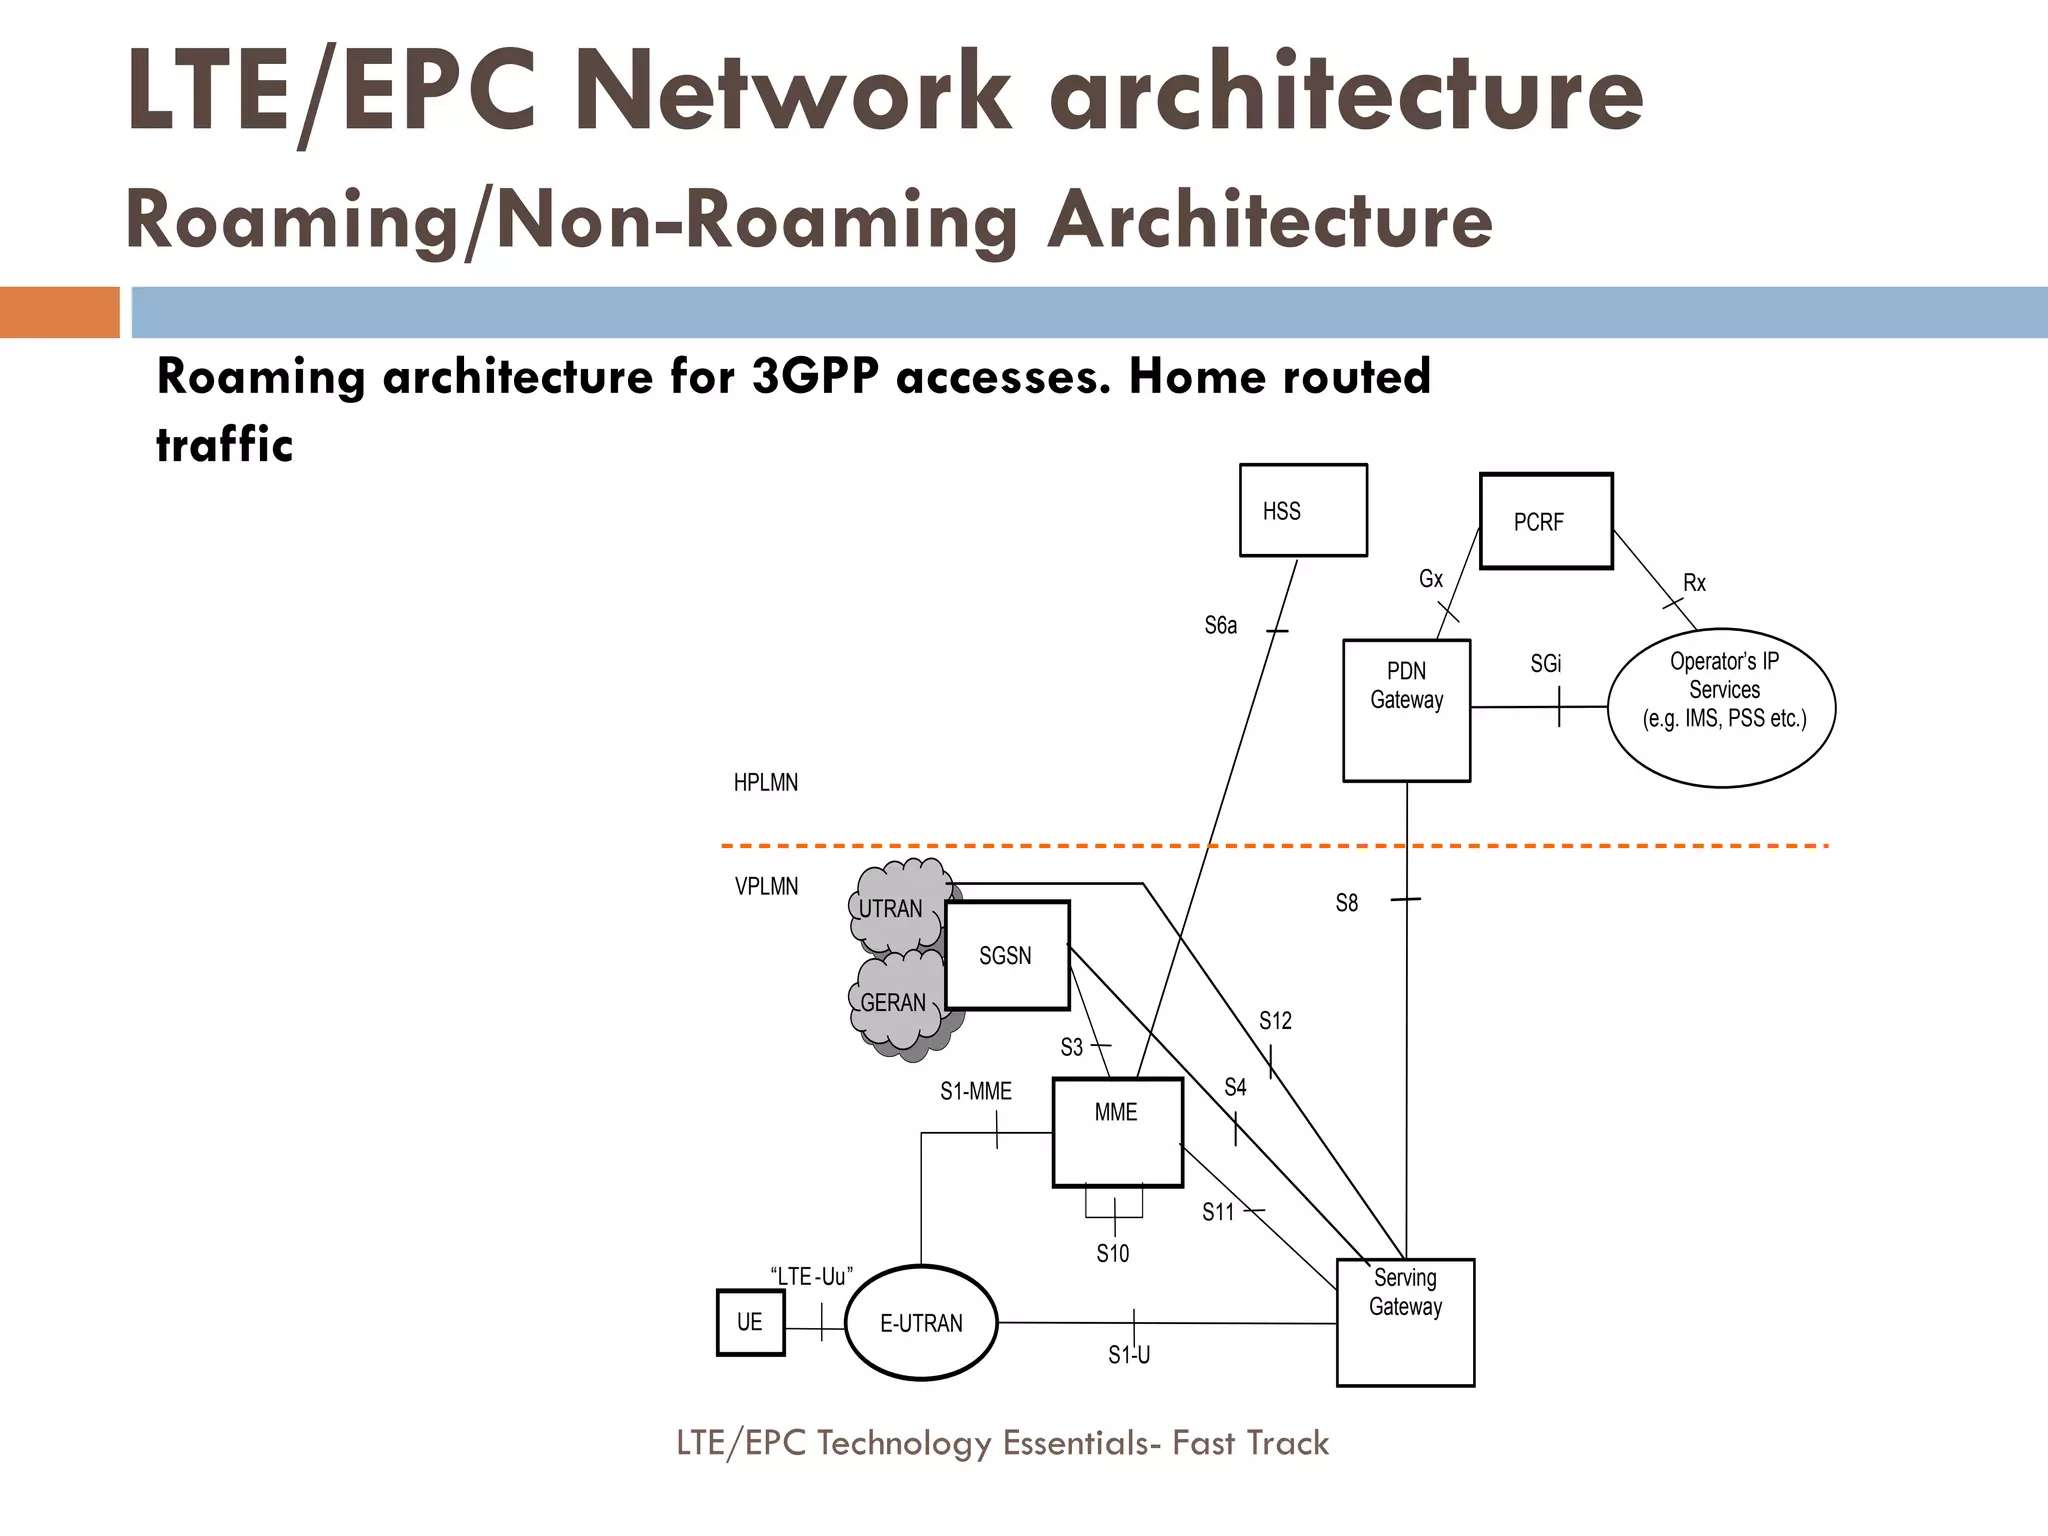 LTE/EPC Network architecture
Roaming/Non-Roaming Architecture
Roaming architecture for 3GPP accesses. Home routed
traffic
HSS
PCRF
Gx
Rx
S6a
PDN
Gateway
SGi
Operator’s IP
Services
(e.g. IMS, PSS etc.)
HPLMN
VPLMN
UTRAN
SGSN
GERAN
S8
S12
S3
S4
S1-MME
MME
S11
S10
“LTE-Uu”
UE
E-UTRAN
S1-U
Serving
Gateway
LTE/EPC Technology Essentials- Fast Track